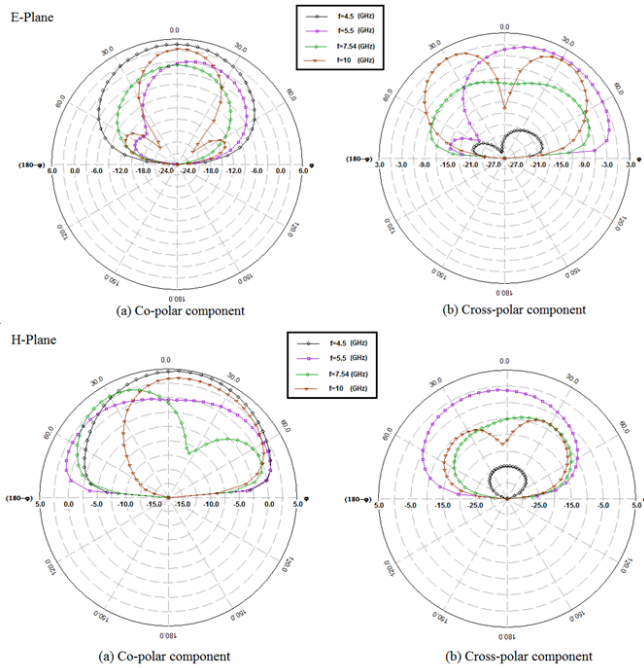 E-Plane
f=4.5 (GHz)
f=5.5 (GHz)
f=7.54 (GHz)
f=10 (GHz)
0.0
30.0 30.0
60.0 60.0
(180-φ) φ
6.0 0.0 -6.0 -12.0 -18.0 -24.0 -18.0 -12.0 -6.0 0.0 6.0
120.0 120.0
150.0 150.0
180
(a) Co-polar component
0.0
30.0 30.0
60.0 60.0
(180-φ) φ
3.0 -3.0 -9.0 -15.0 -21.0 -27.0 -27.0 -21.0 -15.0 -9.0 -3.0 3.0
120.0 120.0
150.0 150.0
180
(b) Cross-polar component
H-Plane
f=4.5 (GHz)
f=5.5 (GHz)
f=7.54 (GHz)
f=10 (GHz)
0.0
30.0 30.0
60.0 60.0
(180-φ) φ
5.0 0.0 -5.0 -10.0 -15.0 -15.0 -10.0 -5.0 0.0 5.0
120.0 120.0
150.0 150.0
180
(a) Co-polar component
0.0
30.0 30.0
60.0 60.0
(180-φ)
5.0 -5.0 -15.0 -25.0 -25.0 -15.0 -5.0 5.0
120.0 120.0
150.0 150.0
180
(b) Cross-polar component